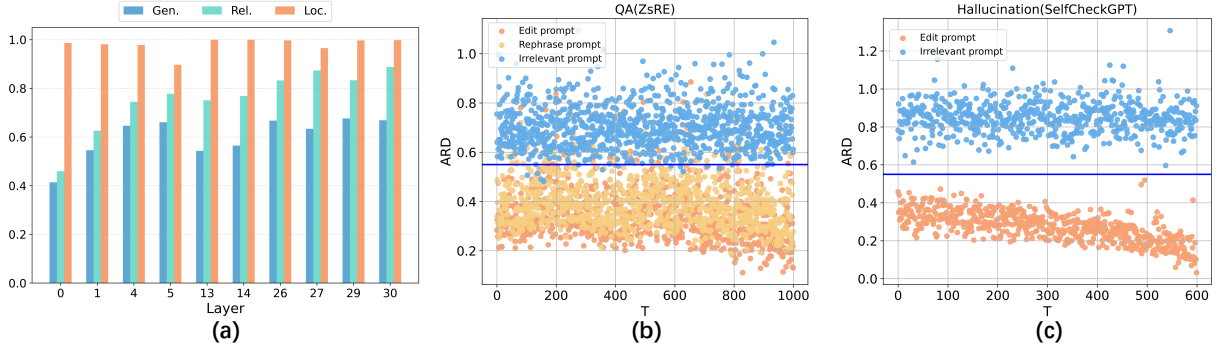 Gen. Rel. Loc.
1.0
0.8
0.6
0.4
0.2
0.0
0 1 4 5 13 14 26 27 29 30
Layer
(a)
QA(ZsRE)
Edit prompt
Rephrase prompt
Irrelevant prompt
ARD
1.0
0.8
0.6
0.4
0.2
0 200 400 600 800 1000
T
(b)
Hallucination(SelfCheckGPT)
Edit prompt
Irrelevant prompt
ARD
1.2
1.0
0.8
0.6
0.4
0.2
0.0
0 100 200 300 400 500 600
T
(c)